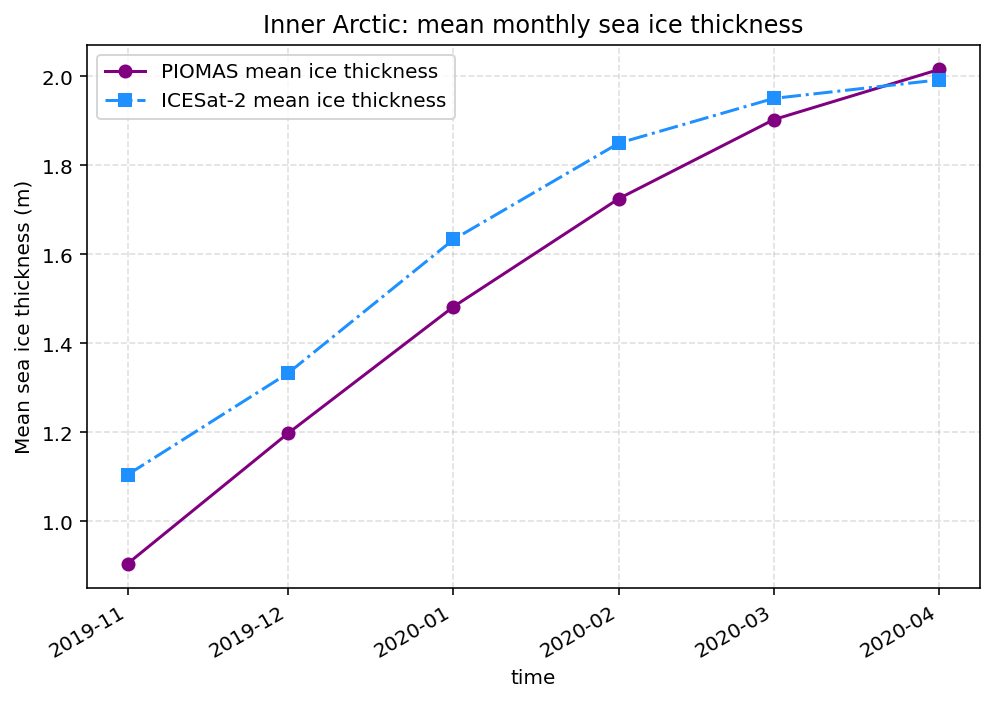 Inner Arctic: mean monthly sea ice thickness
PIOMAS mean ice thickness
ICESat-2 mean ice thickness
Mean sea ice thickness (m)
2.0
1.8
1.6
1.4
1.2
1.0
2019-11
2019-12
2020-01
2020-02
2020-03
2020-04
time